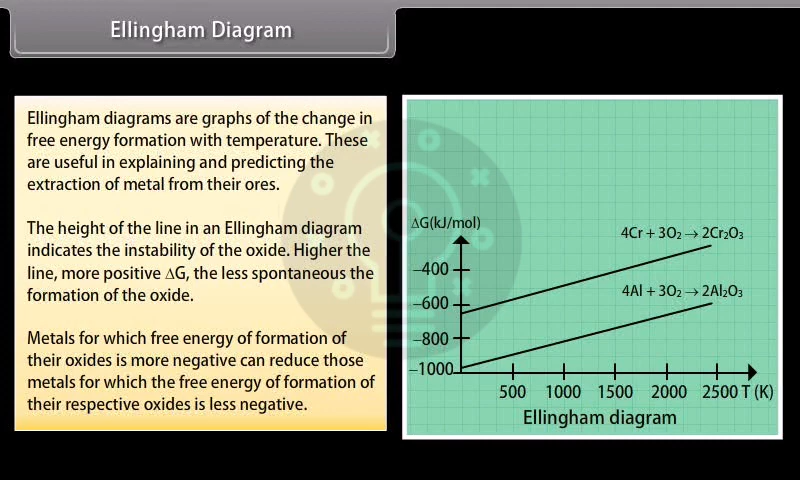 Ellingham Diagram
Ellingham diagrams are graphs of the change in
free energy formation with temperature. These
are useful in explaining and predicting the
extraction of metal from their ores.
The height of the line in an Ellingham diagram
indicates the instability of the oxide. Higher the
line, more positive ΔG, the less spontaneous the
formation of the oxide.
Metals for which free energy of formation of
their oxides is more negative can reduce those
metals for which the free energy of formation of
their respective oxides is less negative.
ΔG(kJ/mol)
4Cr + 3O₂ → 2Cr₂O₃
−400
4Al + 3O₂ → 2Al₂O₃
−600
−800
−1000
500 1000 1500 2000 2500 T (K)
Ellingham diagram